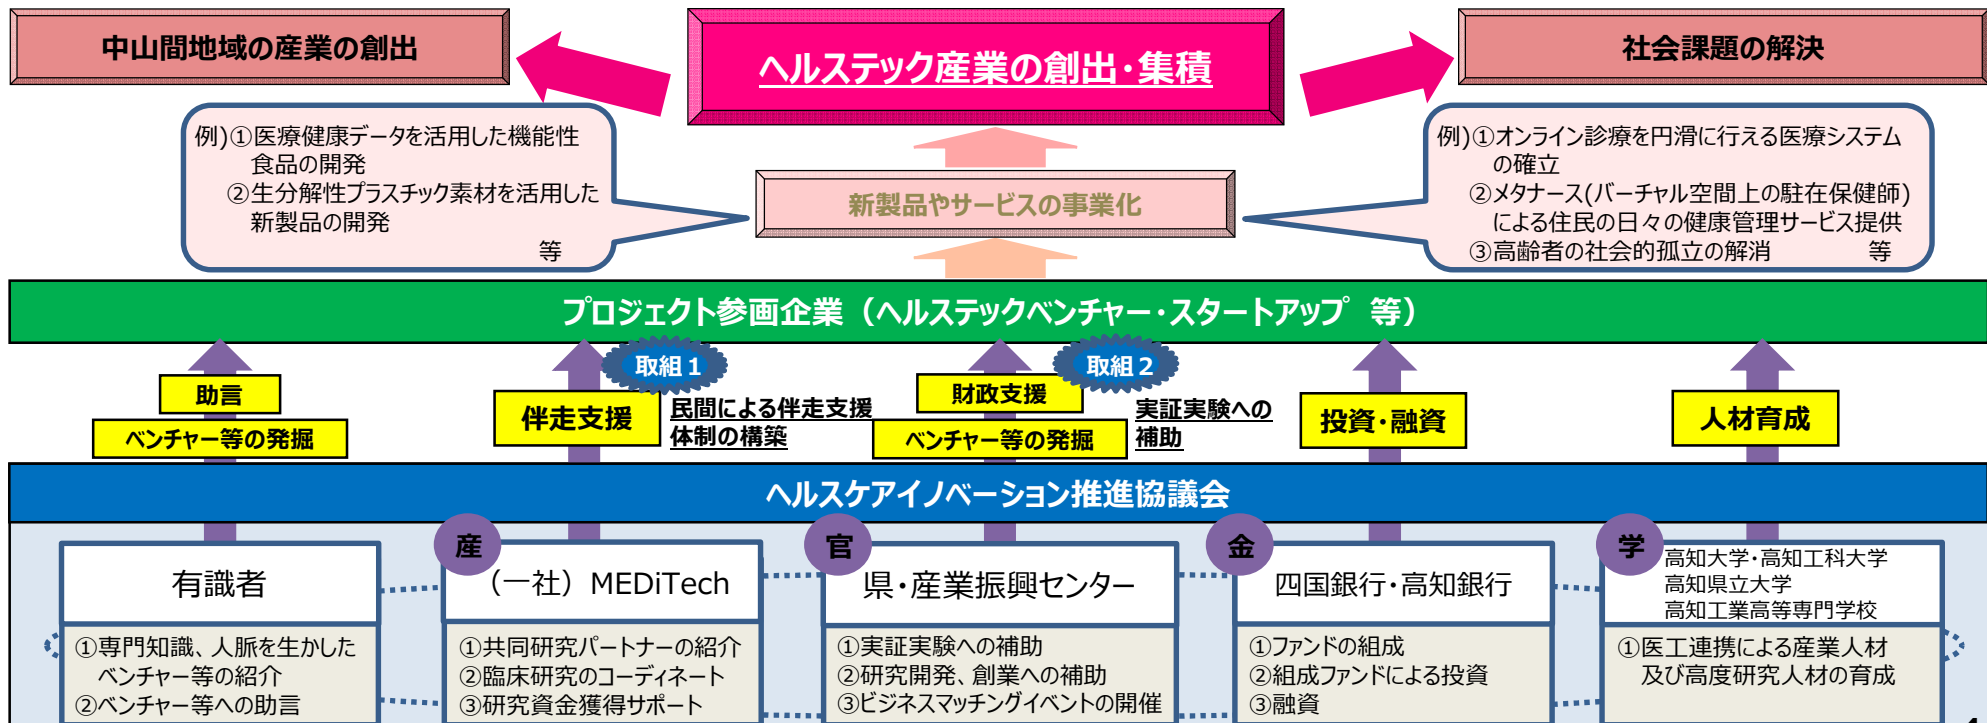 中山間地域の産業の創出
ヘルステック産業の創出・集積
社会課題の解決
例)①医療健康データを活用した機能性
食品の開発
②生分解性プラスチック素材を活用した
新製品の開発
等
新製品やサービスの事業化
例)①オンライン診療を円滑に行える医療システム
の確立
②メタナース(バーチャル空間上の駐在保健師)
による住民の日々の健康管理サービス提供
③高齢者の社会的孤立の解消 等
プロジェクト参画企業（ヘルステックベンチャー・スタートアップ 等）
助言
ベンチャー等の発掘
取組１
伴走支援
民間による伴走支援
体制の構築
取組２
財政支援
ベンチャー等の発掘
実証実験への
補助
投資・融資
人材育成
ヘルスケアイノベーション推進協議会
有識者
①専門知識、人脈を生かした
ベンチャー等の紹介
②ベンチャー等への助言
産
（一社）MEDiTech
①共同研究パートナーの紹介
②臨床研究のコーディネート
③研究資金獲得サポート
官
県・産業振興センター
①実証実験への補助
②研究開発、創業への補助
③ビジネスマッチングイベントの開催
金
四国銀行・高知銀行
①ファンドの組成
②組成ファンドによる投資
③融資
学
高知大学・高知工科大学
高知県立大学
高知工業高等専門学校
①医工連携による産業人材
及び高度研究人材の育成